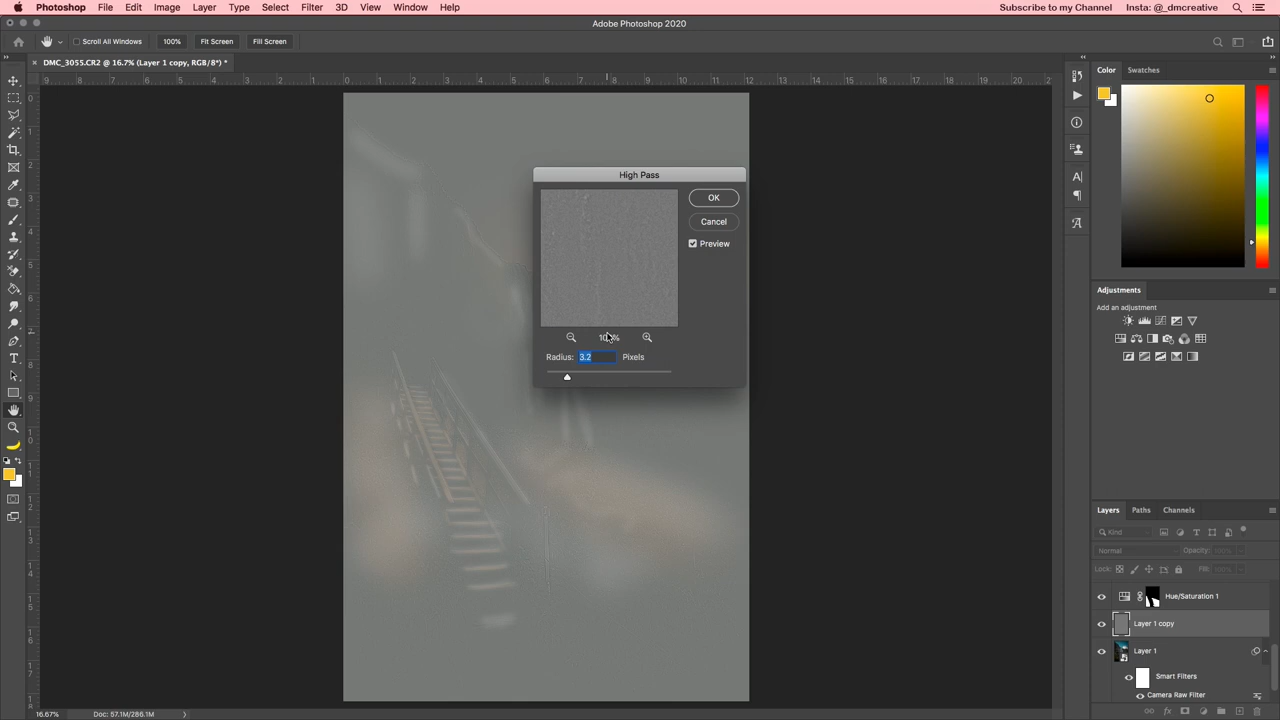 Photoshop File Edit Image Layer Type Select Filter 3D View Window Help Subscribe to my Channel Insta: @_dmcreative
Adobe Photoshop 2020
Scroll All Windows 100% Fit Screen Fill Screen
DMC_3055.CR2 @ 16.7% (Layer 1 copy, RGB/8*) *
Color Swatches
High Pass
OK
Cancel
Preview
Radius: 3.2 Pixels
Adjustments
Add an adjustment
Layers Paths Channels
Kind
Normal Opacity: 100%
Lock: Fill: 100%
Hue/Saturation 1
Layer 1 copy
Layer 1
Smart Filters
Camera Raw Filter
16.67% Doc: 57.1M/286.1M